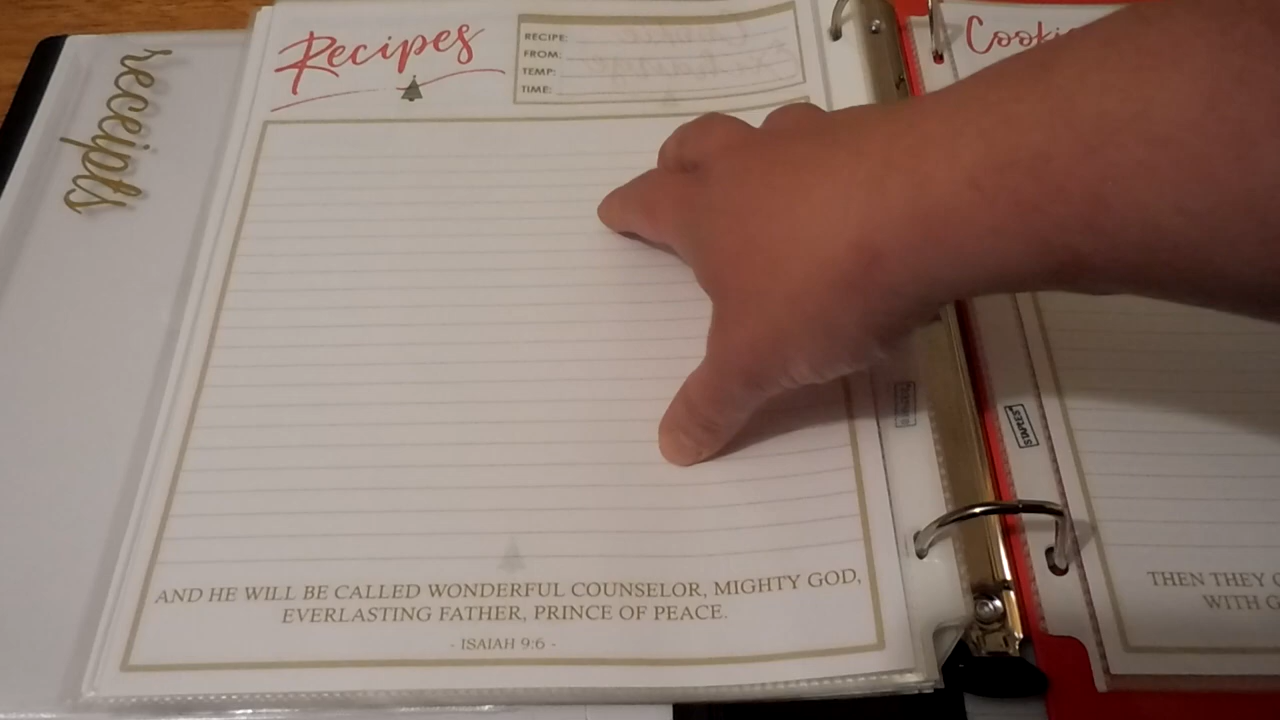 receipts
Recipes
RECIPE:
FROM:
TEMP:
TIME:
AND HE WILL BE CALLED WONDERFUL COUNSELOR, MIGHTY GOD,
EVERLASTING FATHER, PRINCE OF PEACE.
- ISAIAH 9:6 -
Cookie
STAPLES
THEN THEY
WITH